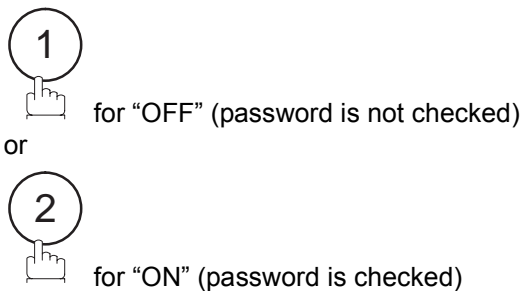 1
for “OFF” (password is not checked)
or
2
for “ON” (password is checked)